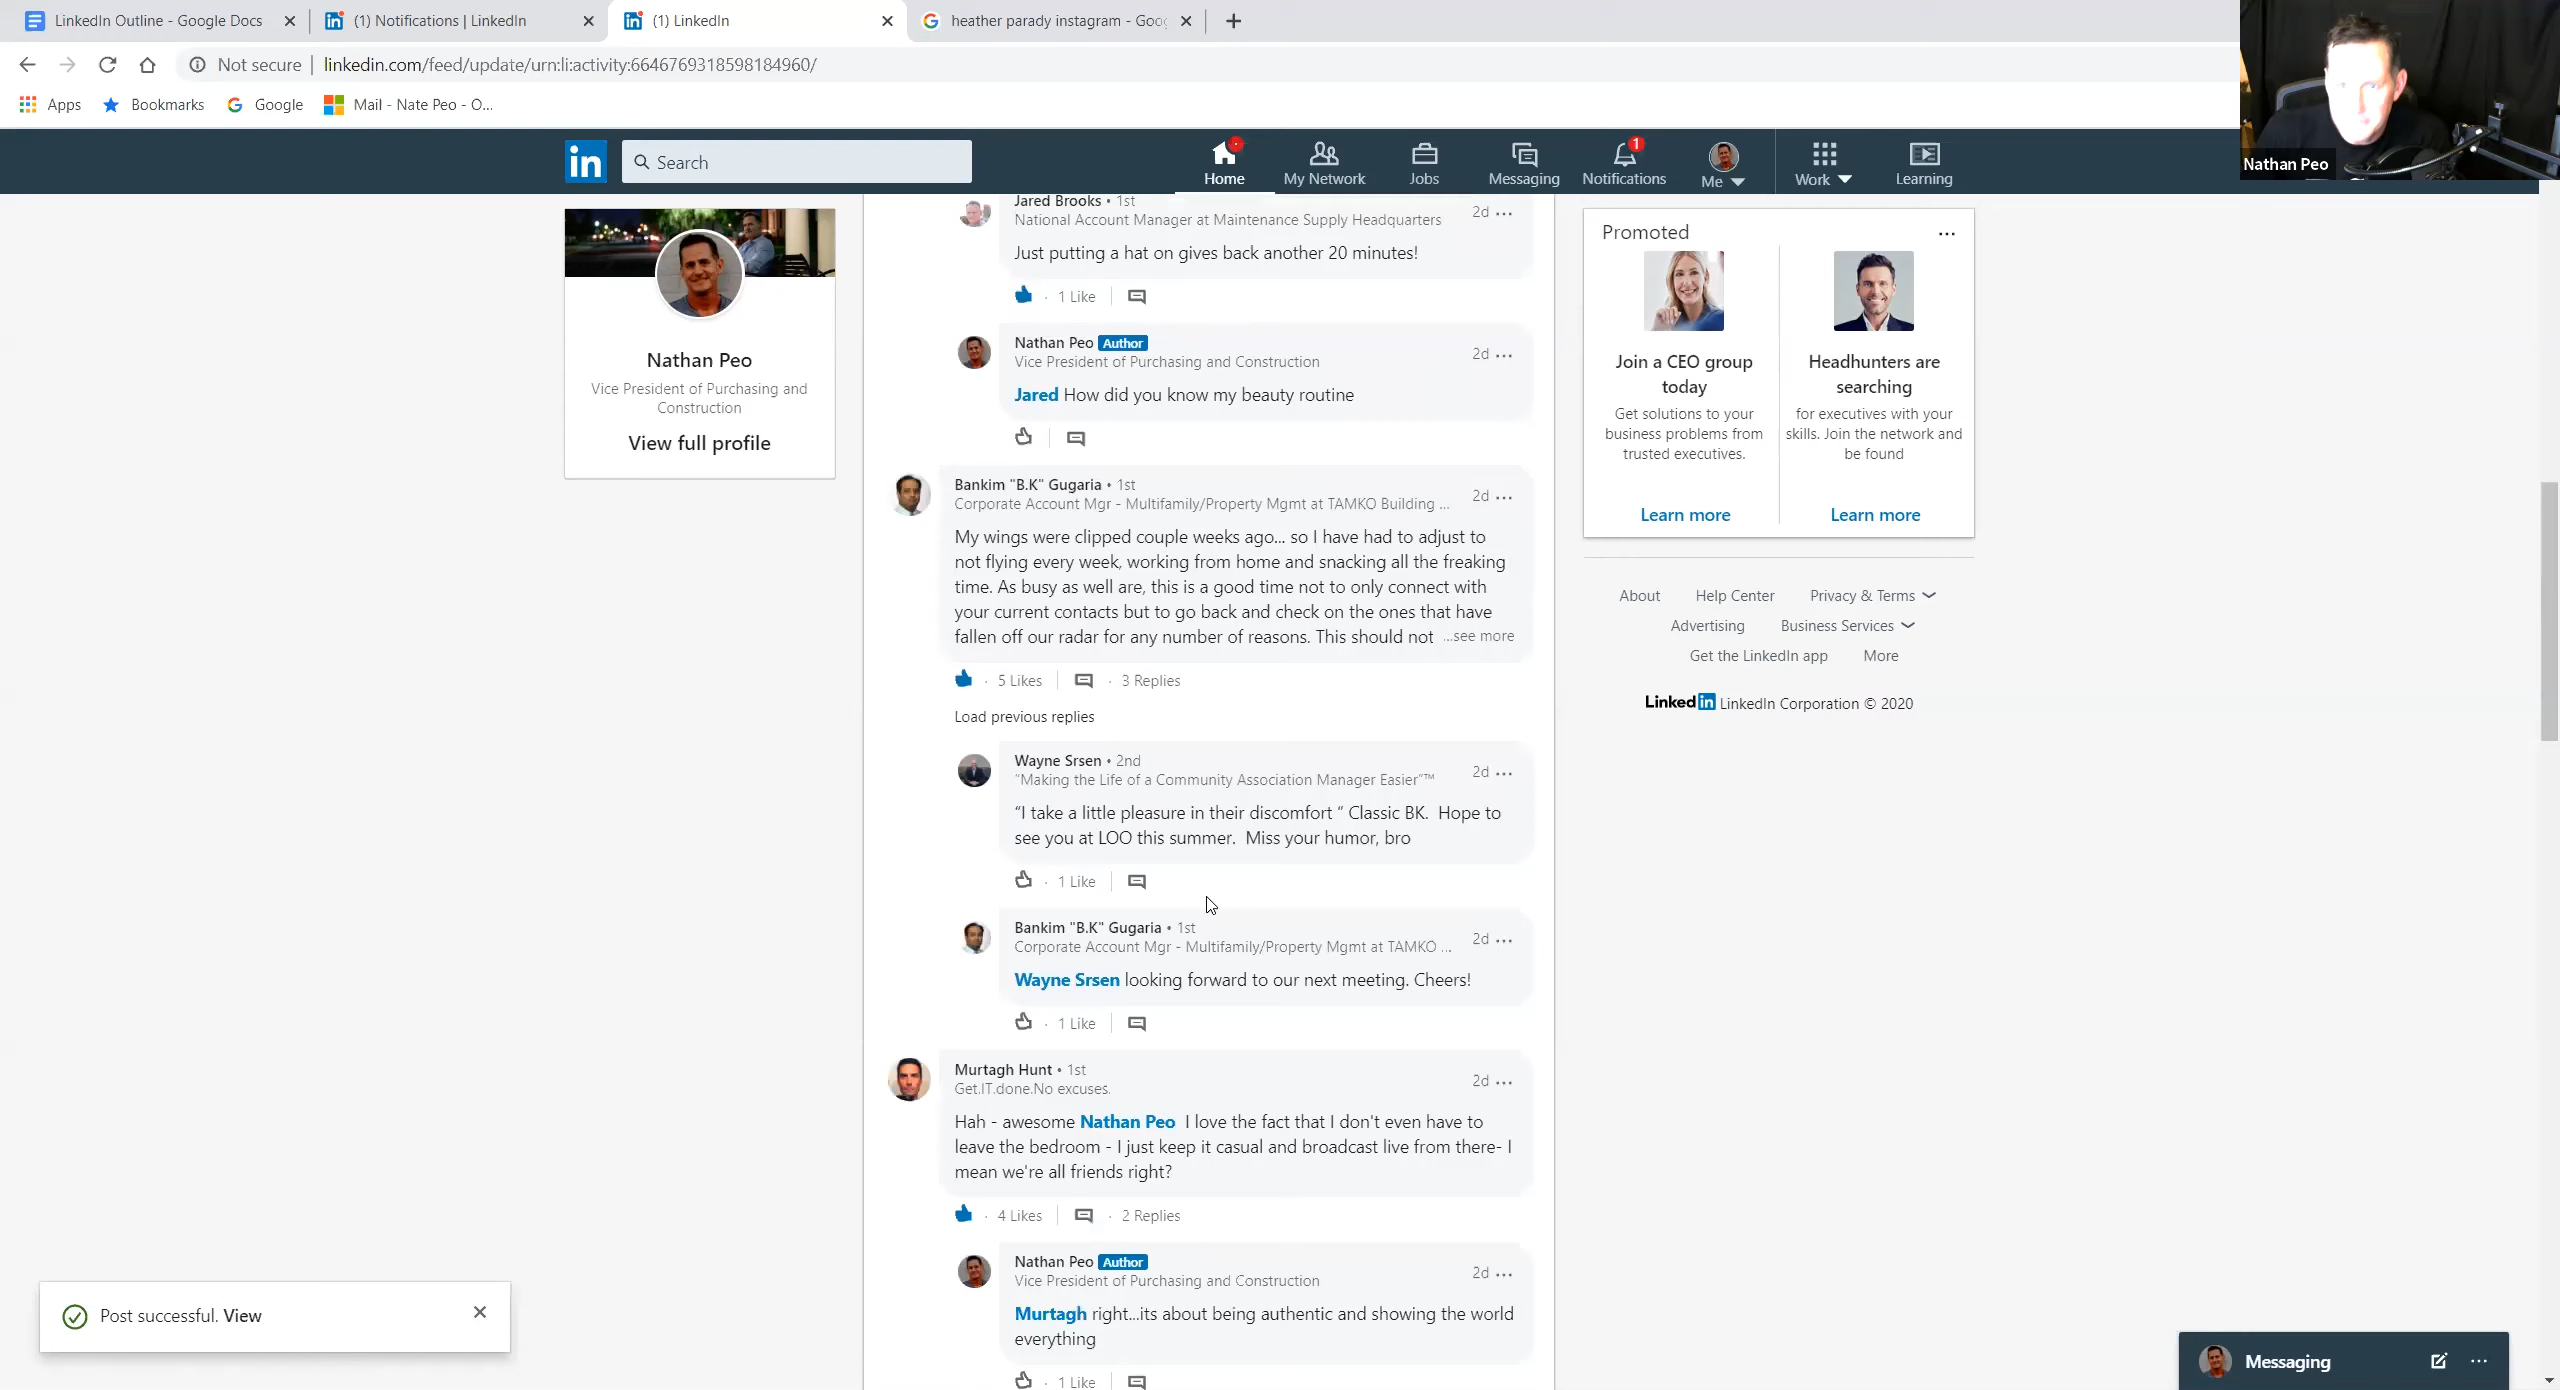 LinkedIn Outline - Google Docs
(1) Notifications | LinkedIn
(1) LinkedIn
heather parady instagram - Goo
Not secure
linkedin.com/feed/update/urn:li:activity:6646769318598184960/
Apps
Bookmarks
Google
Mail - Nate Peo - O...
Nathan Peo
in
Search
Home
My Network
Jobs
Messaging
1
Notifications
Me
Work
Learning
Nathan Peo
Vice President of Purchasing and
Construction
View full profile
Jared Brooks • 1st
National Account Manager at Maintenance Supply Headquarters
2d
Just putting a hat on gives back another 20 minutes!
1 Like
Nathan Peo Author
Vice President of Purchasing and Construction
2d
Jared How did you know my beauty routine
Bankim "B.K" Gugaria • 1st
Corporate Account Mgr - Multifamily/Property Mgmt at TAMKO Building ...
2d
My wings were clipped couple weeks ago... so I have had to adjust to
not flying every week, working from home and snacking all the freaking
time. As busy as well are, this is a good time not to only connect with
your current contacts but to go back and check on the ones that have
fallen off our radar for any number of reasons. This should not ...see more
5 Likes
3 Replies
Load previous replies
Wayne Srsen • 2nd
"Making the Life of a Community Association Manager Easier"™
2d
“I take a little pleasure in their discomfort “ Classic BK. Hope to
see you at LOO this summer. Miss your humor, bro
1 Like
Bankim "B.K" Gugaria • 1st
Corporate Account Mgr - Multifamily/Property Mgmt at TAMKO ...
2d
Wayne Srsen looking forward to our next meeting. Cheers!
1 Like
Murtagh Hunt • 1st
Get.IT.done.No excuses.
2d
Hah - awesome Nathan Peo I love the fact that I don't even have to
leave the bedroom - I just keep it casual and broadcast live from there- I
mean we're all friends right?
4 Likes
2 Replies
Nathan Peo Author
Vice President of Purchasing and Construction
2d
Murtagh right...its about being authentic and showing the world
everything
1 Like
Promoted
Join a CEO group
today
Get solutions to your
business problems from
trusted executives.
Learn more
Headhunters are
searching
for executives with your
skills. Join the network and
be found
Learn more
About
Help Center
Privacy & Terms
Advertising
Business Services
Get the LinkedIn app
More
LinkedIn LinkedIn Corporation © 2020
Post successful. View
Messaging